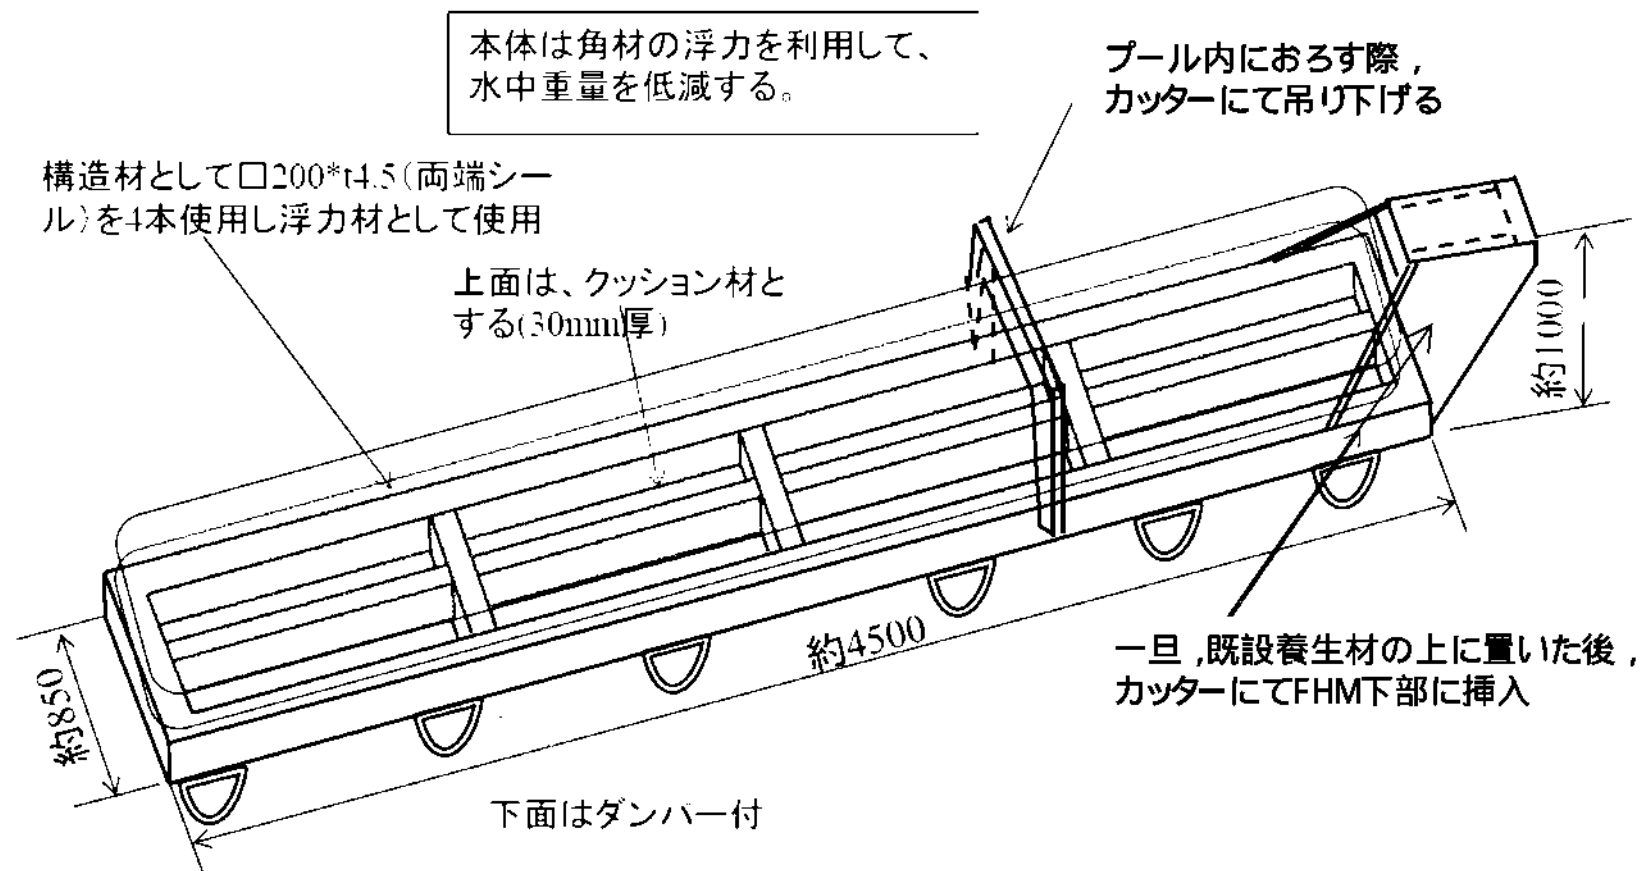 本体は角材の浮力を利用して、
水中重量を低減する。
プール内におろす際，
カッターにて吊り下げる
構造材として□200*t4.5(両端シー
ル)を4本使用し浮力材として使用
上面は、クッション材と
する(30mm厚)
約1000
約4500
約850
一旦，既設養生材の上に置いた後，
カッターにてFHM下部に挿入
下面はダンパー付